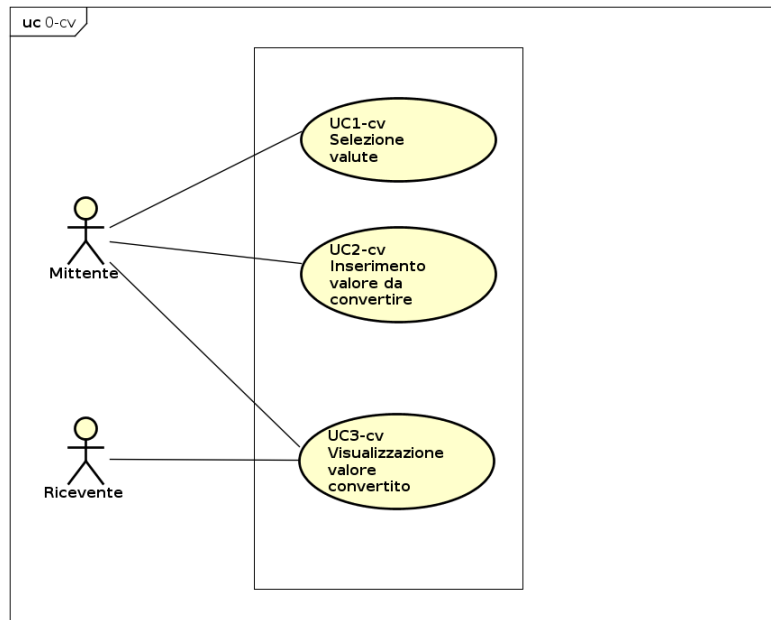 uc 0-cv
UC1-cv
Selezione
valute
UC2-cv
Inserimento
valore da
convertire
Mittente
UC3-cv
Visualizzazione
valore
convertito
Ricevente